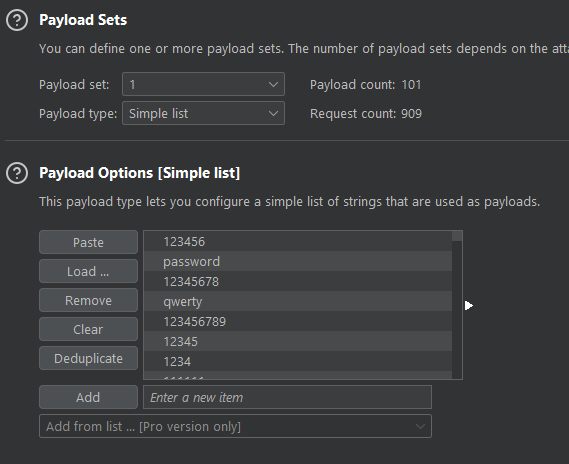 Payload Sets
You can define one or more payload sets. The number of payload sets depends on the
Payload set: 1 Payload count: 101
Payload type: Simple list Request count: 909
Payload Options [Simple list]
This payload type lets you configure a simple list of strings that are used as payloads.
Paste
Load ...
Remove
Clear
Deduplicate
123456
password
12345678
qwerty
123456789
12345
1234
Add Enter a new item
Add from list ... [Pro version only]